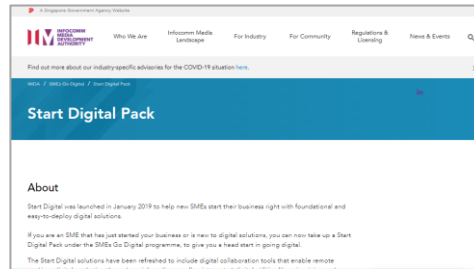 A Singapore Government Agency Website
INFOCOMM
MEDIA
DEVELOPMENT
AUTHORITY
Who We Are
Infocomm Media
Landscape
For Industry
For Community
Regulations &
Licensing
News & Events
Find out more about our industry-specific advisories for the COVID-19 situation here.
IMDA / SMEs Go Digital / Start Digital Pack
Start Digital Pack
About
Start Digital was launched in January 2019 to help new SMEs start their business right with foundational and
easy-to-deploy digital solutions.
If you are an SME that has just started your business or is new to digital solutions, you can now take up a Start
Digital Pack under the SMEs Go Digital programme, to give you a head start in going digital.
The Start Digital solutions have been refreshed to include digital collaboration tools that enable remote